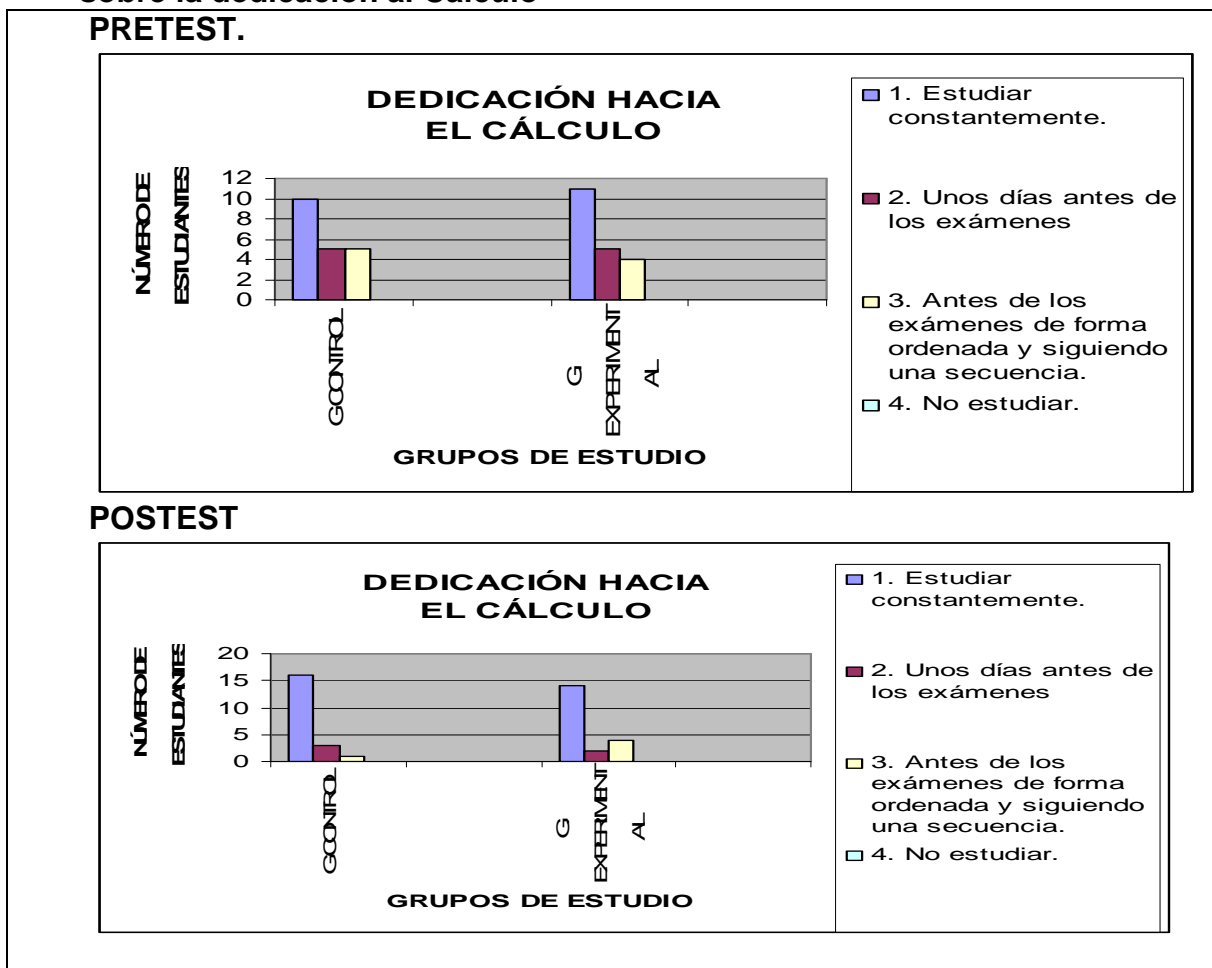 sobre la dedicación al Cálculo
PRETEST.
DEDICACIÓN HACIA
EL CÁLCULO
NÚMERO DE
ESTUDIANTES
12
10
8
6
4
2
0
G CONTROL
G
EXPERIMENT
AL
GRUPOS DE ESTUDIO
1. Estudiar
constantemente.
2. Unos días antes de
los exámenes
3. Antes de los
exámenes de forma
ordenada y siguiendo
una secuencia.
4. No estudiar.
POSTEST
DEDICACIÓN HACIA
EL CÁLCULO
NÚMERO DE
ESTUDIANTES
20
15
10
5
0
G CONTROL
G
EXPERIMENT
AL
GRUPOS DE ESTUDIO
1. Estudiar
constantemente.
2. Unos días antes de
los exámenes
3. Antes de los
exámenes de forma
ordenada y siguiendo
una secuencia.
4. No estudiar.